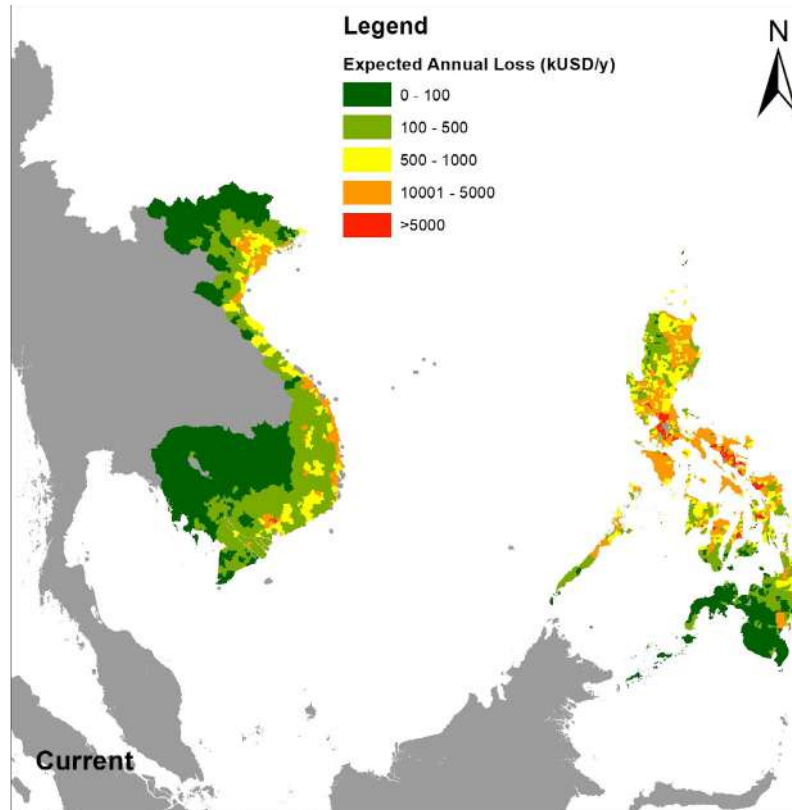 Legend
N
Expected Annual Loss (kUSD/y)
0 - 100
100 - 500
500 - 1000
10001 - 5000
>5000
Current